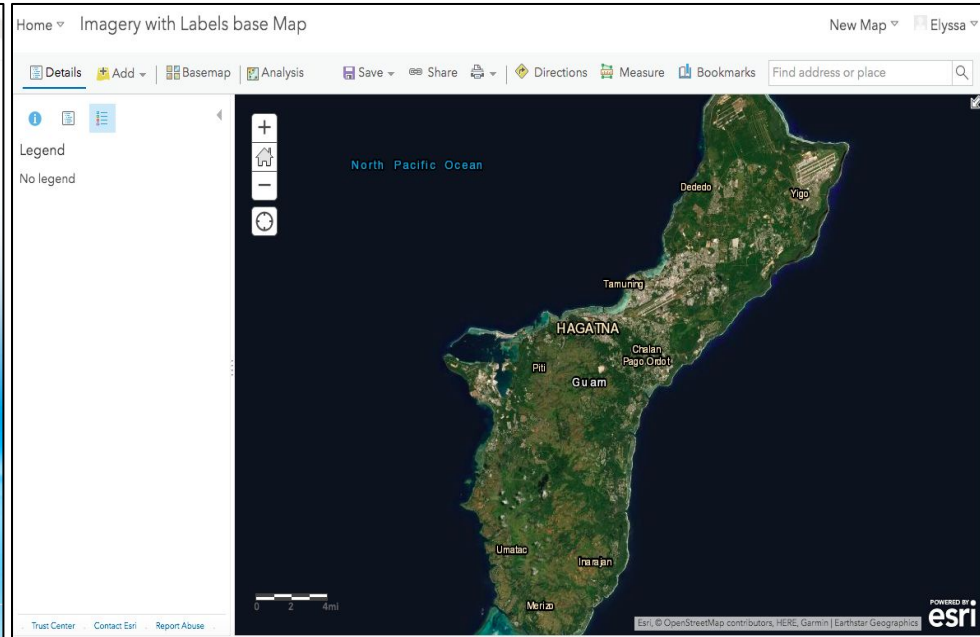 Home Imagery with Labels base Map New Map Elyssa
Details Add Basemap Analysis Save Share Directions Measure Bookmarks Find address or place
Legend
No legend
North Pacific Ocean
Dededo
Yigo
Tamuning
HAGATNA
Chalan
Pago Ordot
Piti
Guam
Umatac
Inarajan
Merizo
0 2 4mi
Trust Center Contact Esri Report Abuse
Esri, © OpenStreetMap contributors, HERE, Garmin | Earthstar Geographics
POWERED BY
esri